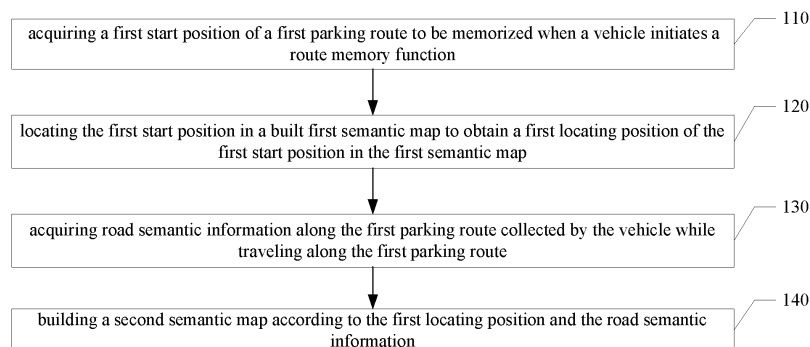 110
acquiring a first start position of a first parking route to be memorized when a vehicle initiates a
route memory function
120
locating the first start position in a built first semantic map to obtain a first locating position of the
first start position in the first semantic map
130
acquiring road semantic information along the first parking route collected by the vehicle while
traveling along the first parking route
140
building a second semantic map according to the first locating position and the road semantic
information